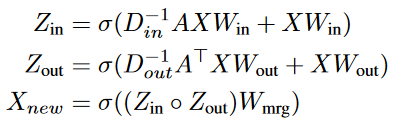 Z_in = σ(D_in^{-1} A X W_in + X W_in)
Z_out = σ(D_out^{-1} A^⊤ X W_out + X W_out)
X_new = σ((Z_in ∘ Z_out) W_mrg)